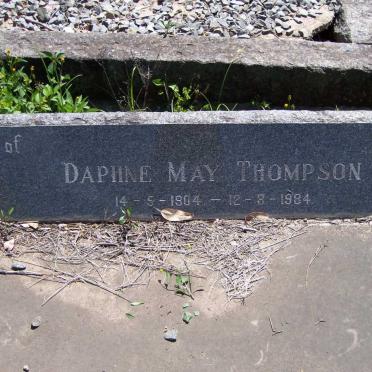 of
DAPHNE MAY THOMPSON
14-5-1904 - 12-8-1984